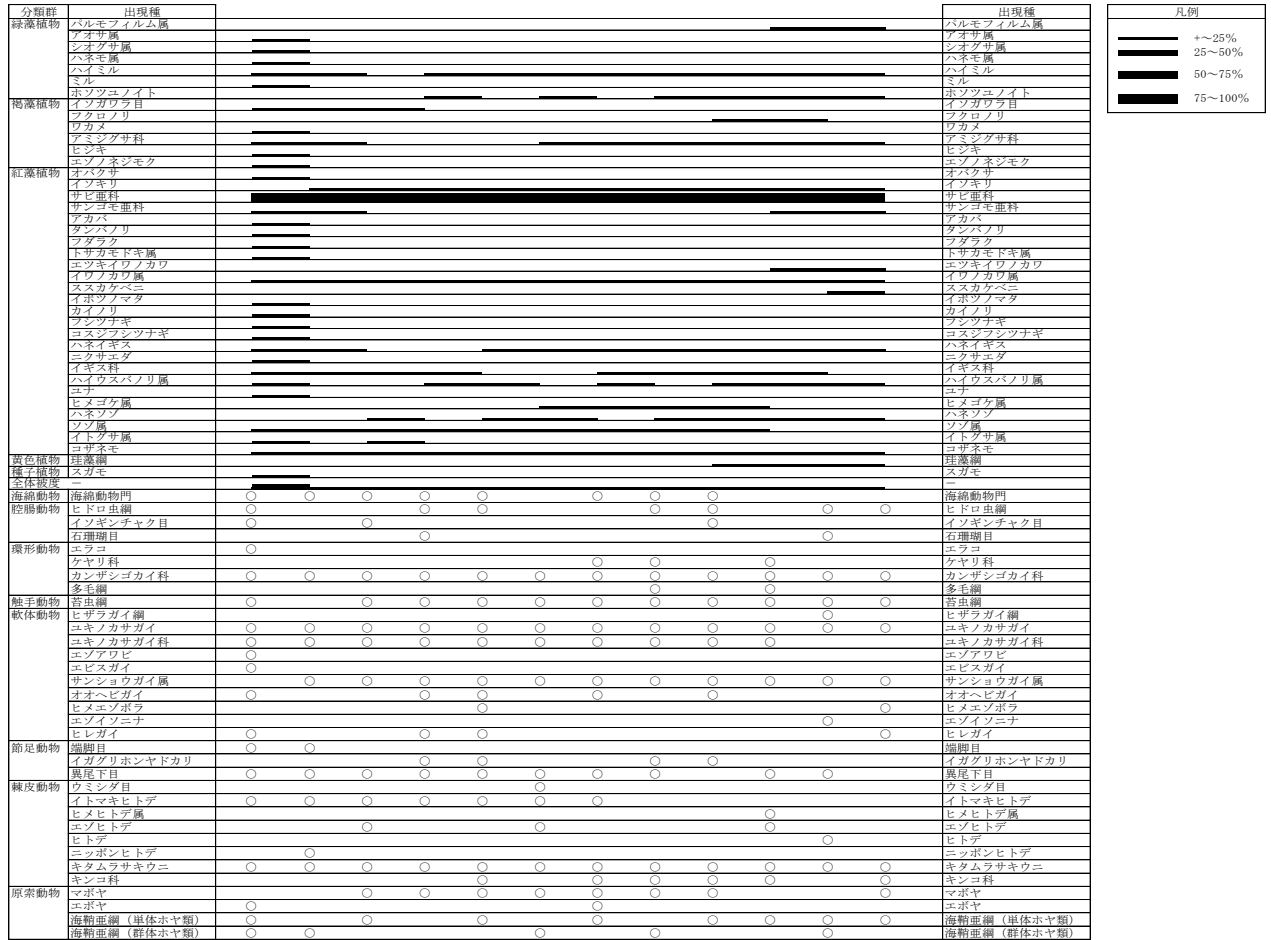 分類群 出現種 出現種 凡例
緑藻植物 パルモフィルム属 パルモフィルム属
アオサ属 アオサ属
シオグサ属 シオグサ属 +~25%
ハネモ属 ハネモ属 25~50%
ハイミル ハイミル 50~75%
ミル ミル
ホソツユノイト ホソツユノイト 75~100%
褐藻植物 イソガワラ目 イソガワラ目
フクロノリ フクロノリ
ワカメ ワカメ
アミジグサ科 アミジグサ科
ヒジキ ヒジキ
エゾノネジモク エゾノネジモク
紅藻植物 オバクサ オバクサ
イソキリ イソキリ
サビ亜科 サビ亜科
サンゴモ亜科 サンゴモ亜科
アカバ アカバ
タンバノリ タンバノリ
フダラク フダラク
トサカモドキ属 トサカモドキ属
エツキイワノカワ エツキイワノカワ
イワノカワ属 イワノカワ属
ススカケベニ ススカケベニ
イボツノマタ イボツノマタ
カイノリ カイノリ
フシツナギ フシツナギ
コスジフシツナギ コスジフシツナギ
ハネイギス ハネイギス
ニクサエダ ニクサエダ
イギス科 イギス科
ハイウスバノリ属 ハイウスバノリ属
ユナ ユナ
ヒメゴケ属 ヒメゴケ属
ハネソゾ ハネソゾ
ソゾ属 ソゾ属
イトグサ属 イトグサ属
コザネモ コザネモ
黄色植物 珪藻綱 珪藻綱
種子植物 スガモ スガモ
全体被度 － －
海綿動物 海綿動物門 ○ ○ ○ ○ ○ ○ ○ ○ 海綿動物門
腔腸動物 ヒドロ虫綱 ○ ○ ○ ○ ○ ○ ○ ヒドロ虫綱
イソギンチャク目 ○ ○ ○ イソギンチャク目
石珊瑚目 ○ ○ 石珊瑚目
環形動物 エラコ ○ エラコ
ケヤリ科 ○ ○ ○ ケヤリ科
カンザシゴカイ科 ○ ○ ○ ○ ○ ○ ○ ○ ○ ○ ○ ○ カンザシゴカイ科
多毛綱 ○ ○ 多毛綱
触手動物 苔虫綱 ○ ○ ○ ○ ○ ○ ○ ○ ○ ○ ○ 苔虫綱
軟体動物 ヒザラガイ綱 ○ ヒザラガイ綱
ユキノカサガイ ○ ○ ○ ○ ○ ○ ○ ○ ○ ○ ○ ○ ユキノカサガイ
ユキノカサガイ科 ○ ○ ○ ○ ○ ○ ○ ○ ○ ○ ユキノカサガイ科
エゾアワビ ○ エゾアワビ
エビスガイ ○ エビスガイ
サンショウガイ属 ○ ○ ○ ○ ○ ○ ○ ○ ○ ○ ○ サンショウガイ属
オオヘビガイ ○ ○ ○ ○ ○ オオヘビガイ
ヒメエゾボラ ○ ○ ヒメエゾボラ
エゾイソニナ ○ エゾイソニナ
ヒレガイ ○ ○ ○ ○ ヒレガイ
節足動物 端脚目 ○ ○ 端脚目
イガグリホンヤドカリ ○ ○ ○ ○ イガグリホンヤドカリ
異尾下目 ○ ○ ○ ○ ○ ○ ○ ○ ○ ○ 異尾下目
棘皮動物 ウミシダ目 ○ ウミシダ目
イトマキヒトデ ○ ○ ○ ○ ○ ○ ○ イトマキヒトデ
ヒメヒトデ属 ○ ヒメヒトデ属
エゾヒトデ ○ ○ ○ エゾヒトデ
ヒトデ ○ ヒトデ
ニッポンヒトデ ○ ニッポンヒトデ
キタムラサキウニ ○ ○ ○ ○ ○ ○ ○ ○ ○ ○ ○ ○ キタムラサキウニ
キンコ科 ○ ○ ○ ○ ○ ○ キンコ科
原索動物 マボヤ ○ ○ ○ ○ ○ ○ ○ ○ マボヤ
エボヤ ○ ○ エボヤ
海鞘亜綱(単体ホヤ類) ○ ○ ○ ○ ○ ○ ○ ○ 海鞘亜綱(単体ホヤ類)
海鞘亜綱(群体ホヤ類) ○ ○ ○ ○ ○ 海鞘亜綱(群体ホヤ類)